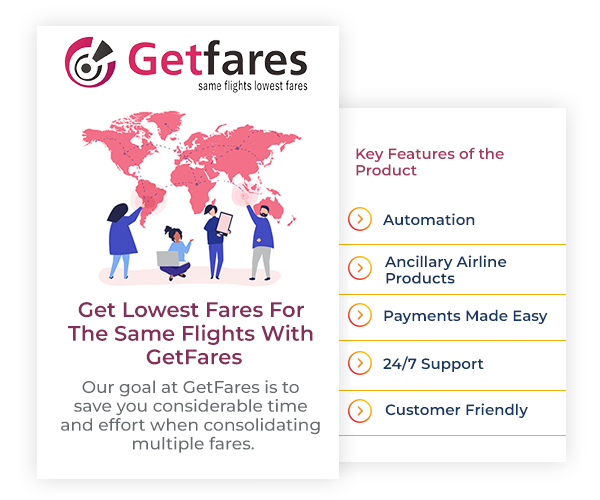 Getfares
same flights lowest fares
Get Lowest Fares For
The Same Flights With
GetFares
Our goal at GetFares is to
save you considerable time
and effort when consolidating
multiple fares.
Key Features of the
Product
Automation
Ancillary Airline
Products
Payments Made Easy
24/7 Support
Customer Friendly